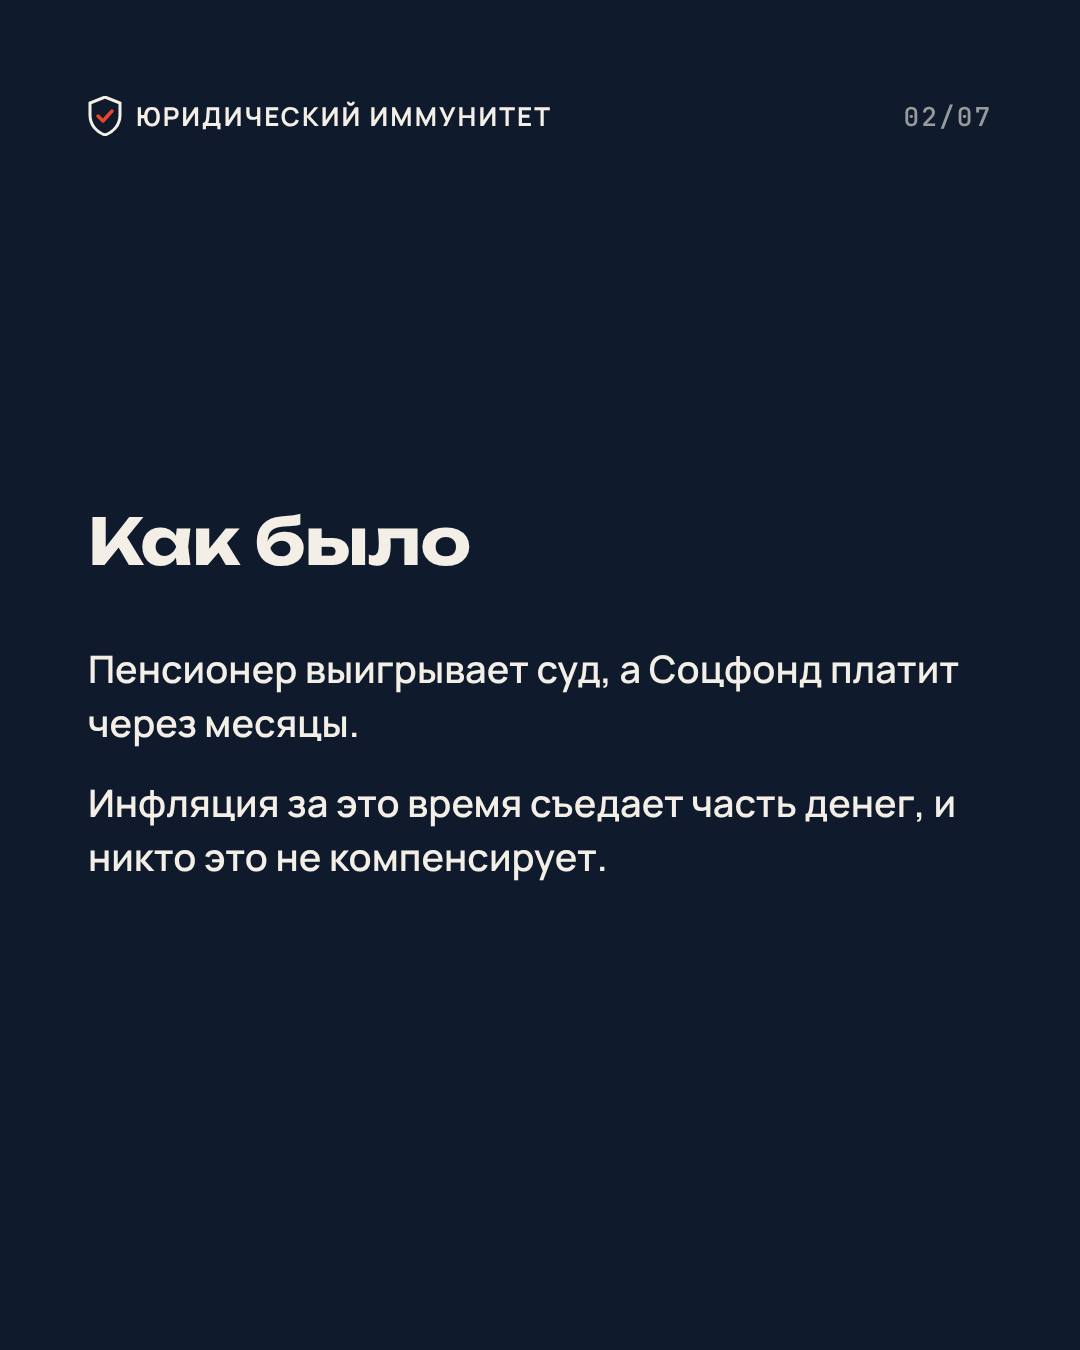 ЮРИДИЧЕСКИЙ ИММУНИТЕТ
02/07
Как было
Пенсионер выигрывает суд, а Соцфонд платит
через месяцы.
Инфляция за это время съедает часть денег, и
никто это не компенсирует.